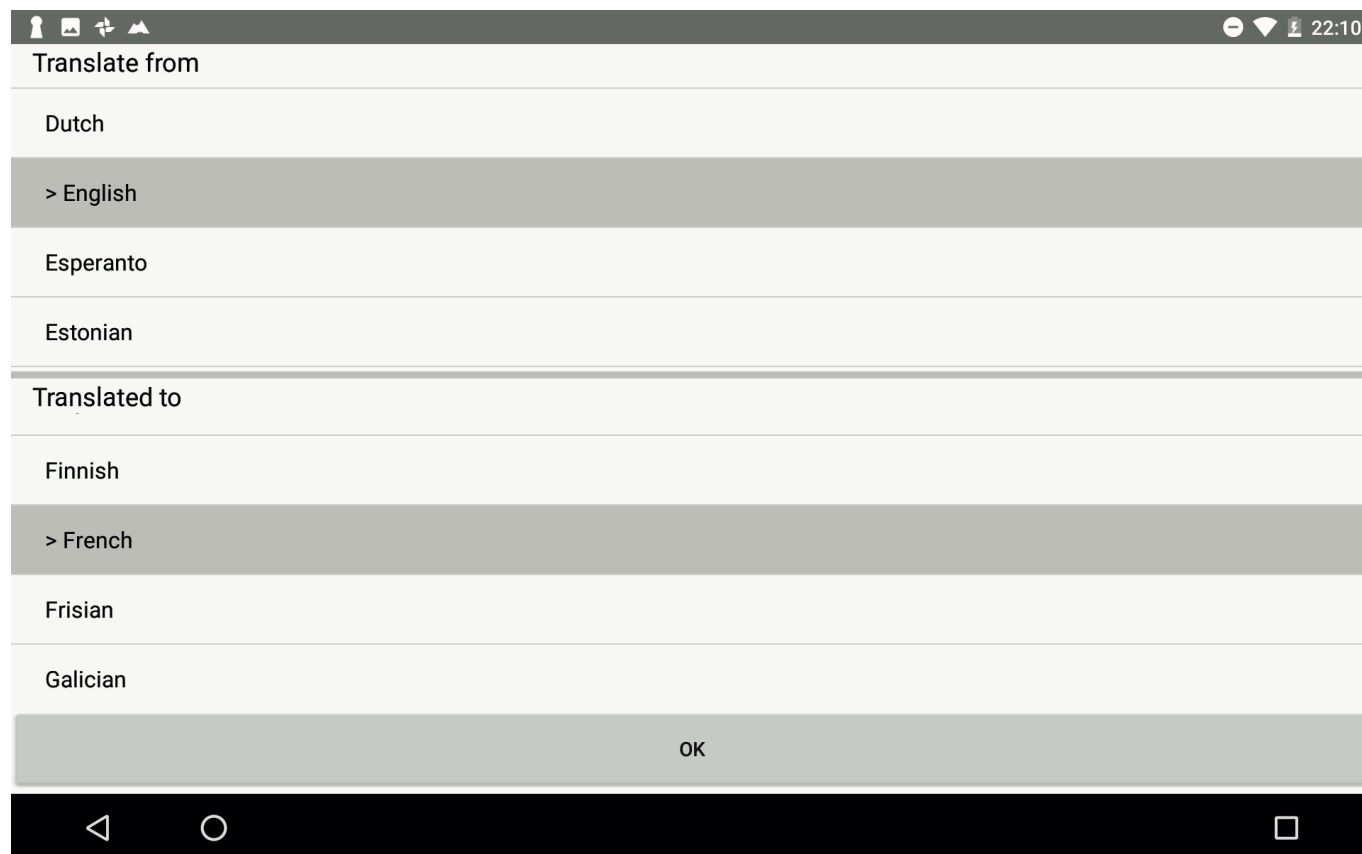 22:10
Translate from
Dutch
> English
Esperanto
Estonian
Translated to
Finnish
> French
Frisian
Galician
OK